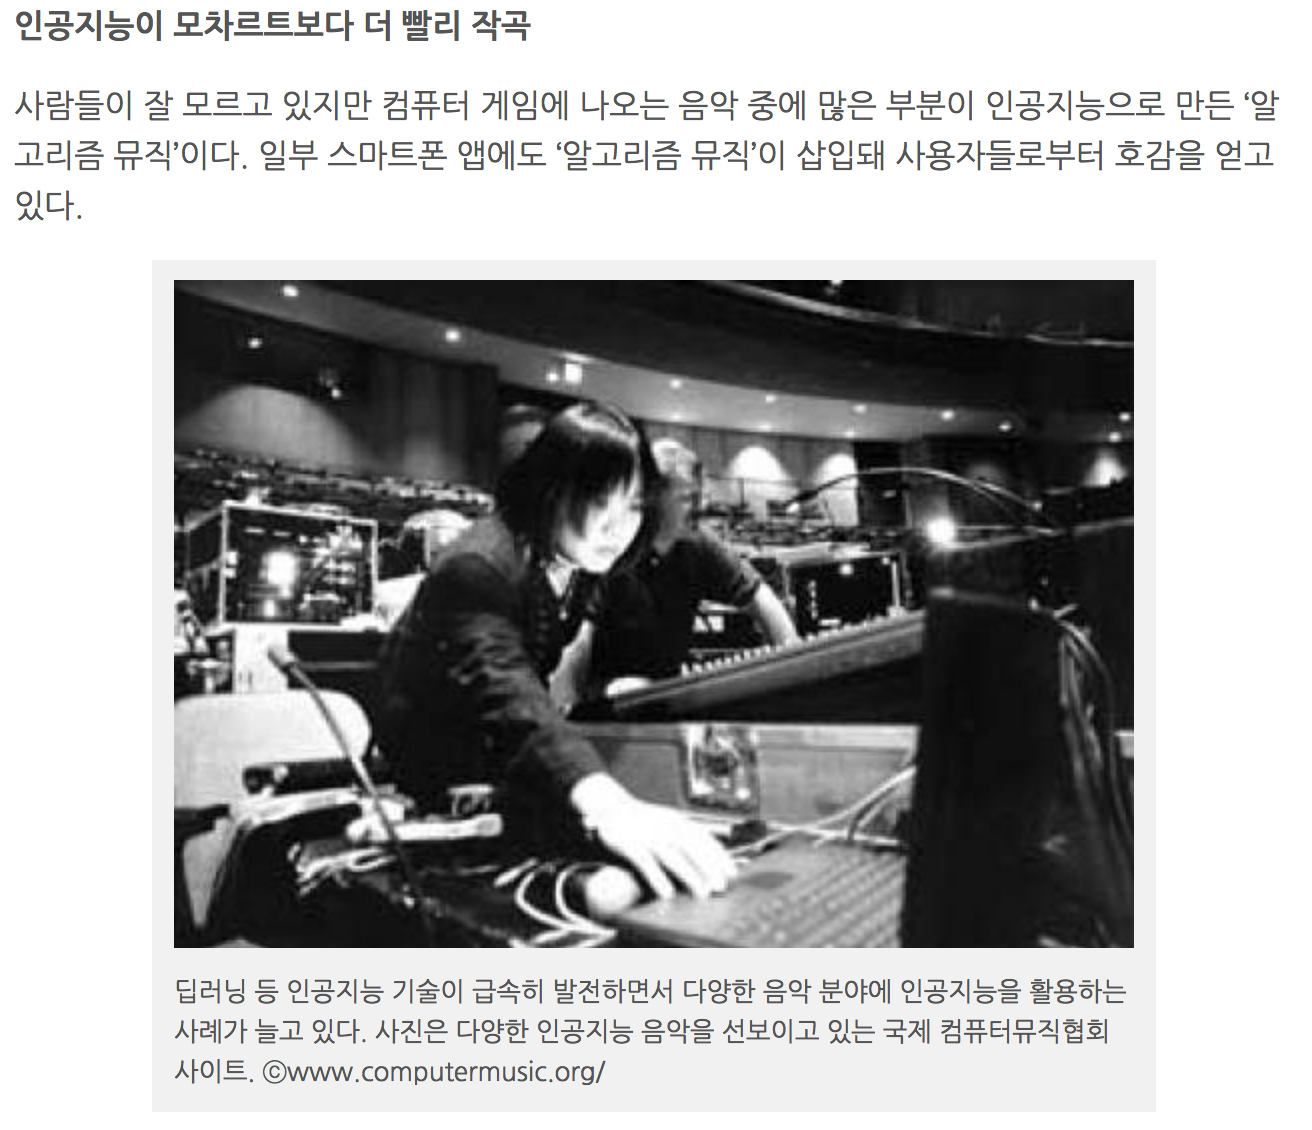 인공지능이 모차르트보다 더 빨리 작곡
사람들이 잘 모르고 있지만 컴퓨터 게임에 나오는 음악 중에 많은 부분이 인공지능으로 만든 ‘알
고리즘 뮤직’이다. 일부 스마트폰 앱에도 ‘알고리즘 뮤직’이 삽입돼 사용자들로부터 호감을 얻고
있다.
딥러닝 등 인공지능 기술이 급속히 발전하면서 다양한 음악 분야에 인공지능을 활용하는
사례가 늘고 있다. 사진은 다양한 인공지능 음악을 선보이고 있는 국제 컴퓨터뮤직협회
사이트. ⓒwww.computermusic.org/